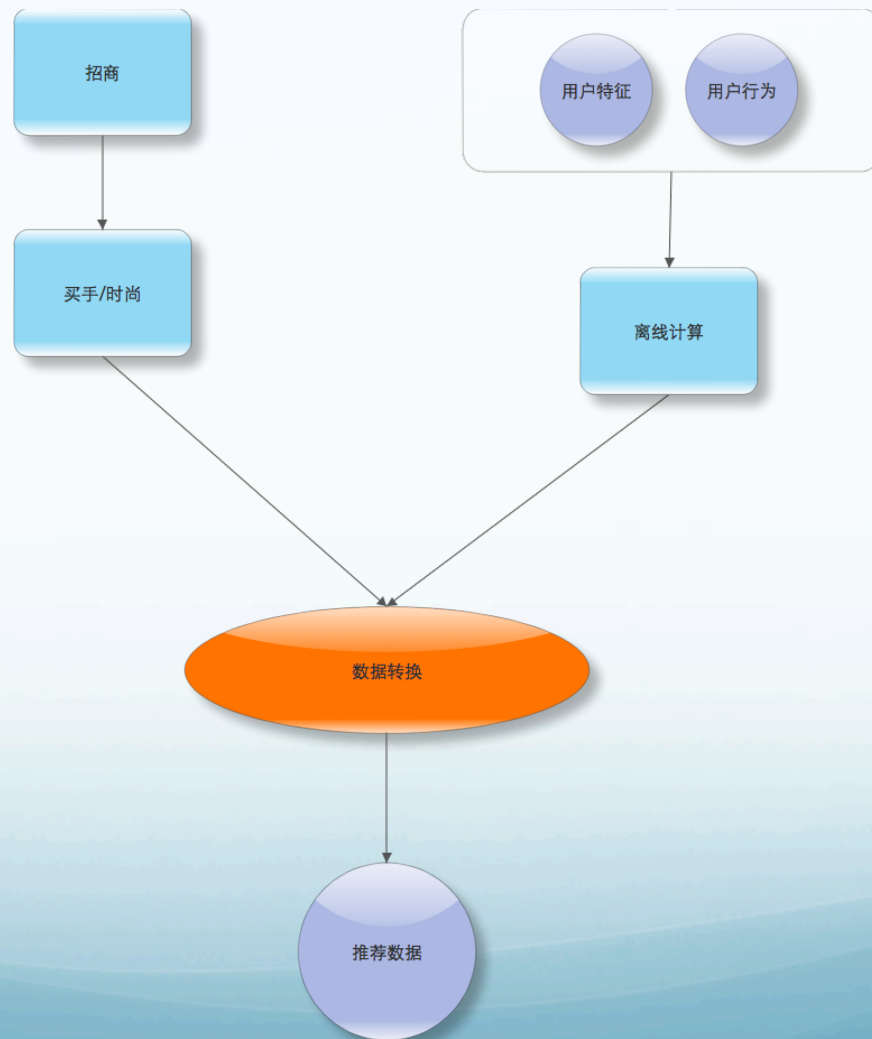 招商
用户特征
用户行为
买手/时尚
离线计算
数据转换
推荐数据